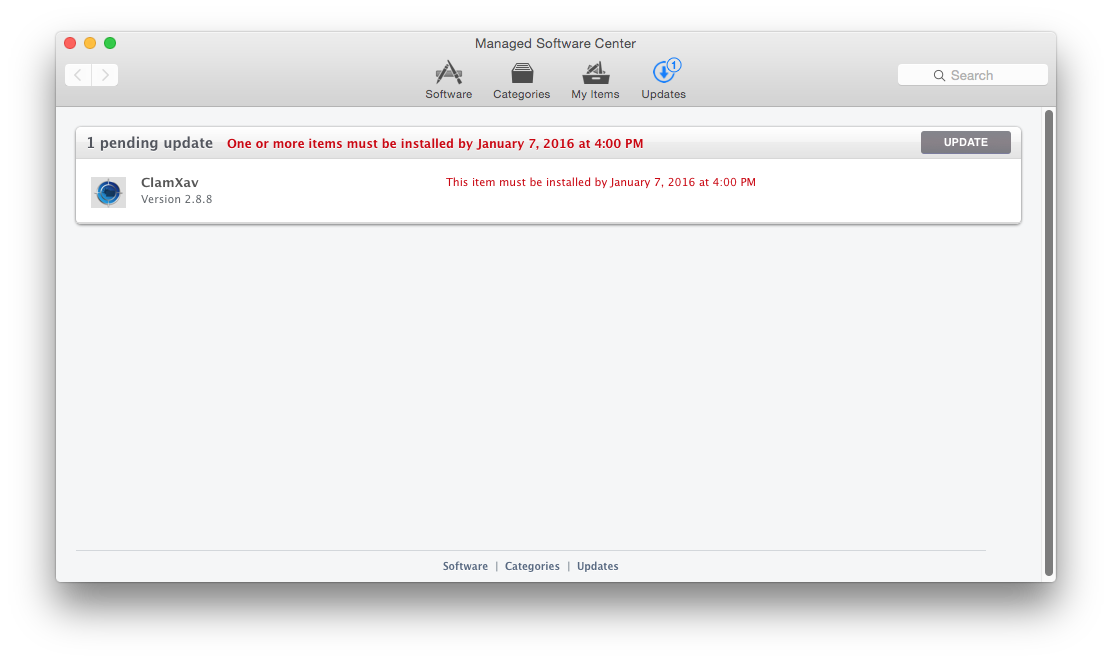 Managed Software Center
Software Categories My Items Updates 1
Search
1 pending update One or more items must be installed by January 7, 2016 at 4:00 PM UPDATE
ClamXav This item must be installed by January 7, 2016 at 4:00 PM
Version 2.8.8
Software | Categories | Updates